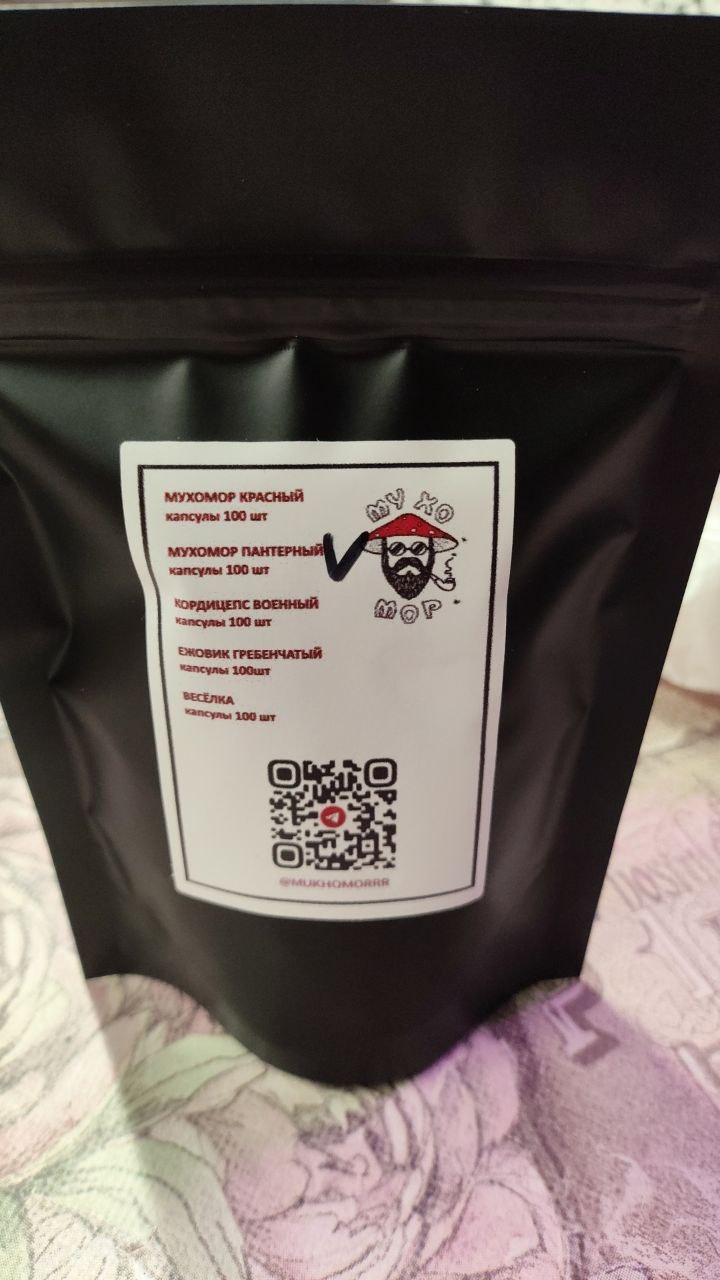 МУХОМОР КРАСНЫЙ
капсулы 100 шт
МУХОМОР ПАНТЕРНЫЙ
капсулы 100 шт
КОРДИЦЕПС ВОЕННЫЙ
капсулы 100 шт
ЕЖОВИК ГРЕБЕНЧАТЫЙ
капсулы 100шт
ВЕСЁЛКА
капсулы 100 шт
МУ ХО
МОР
@MUKHOMORRR